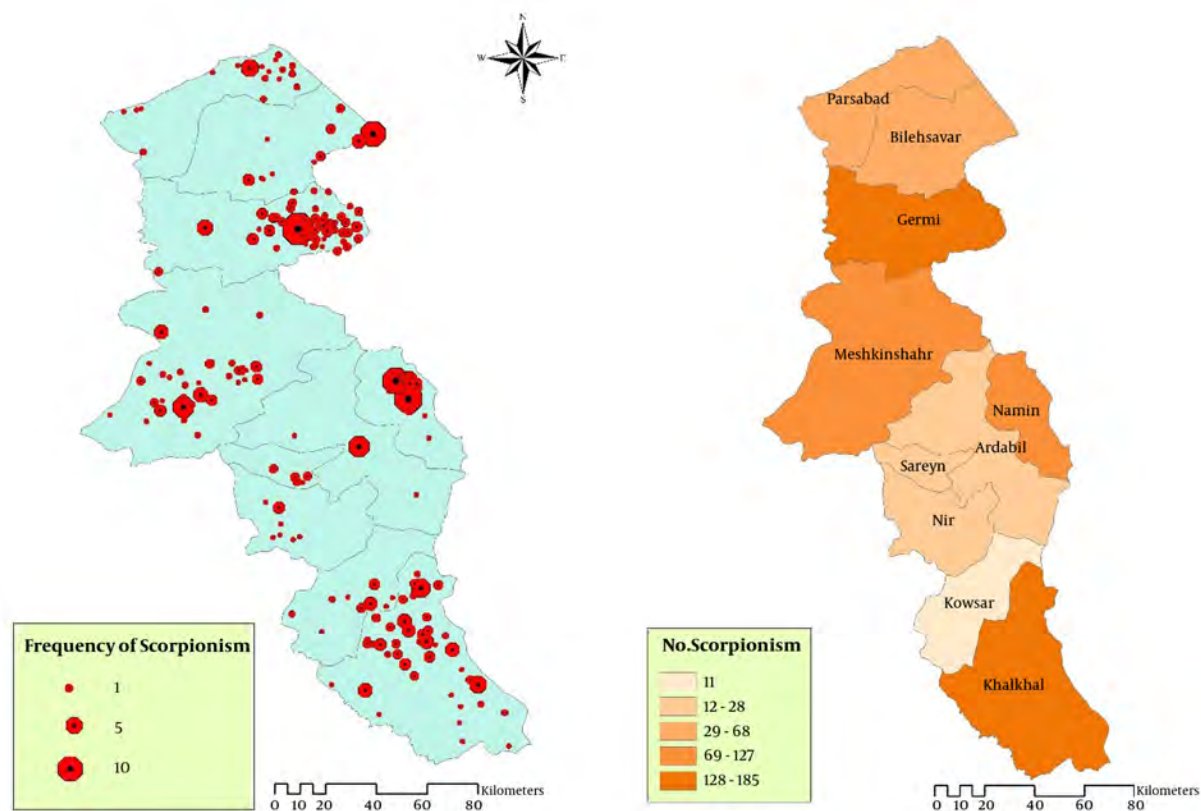 N
W E
S
Parsabad
Bilehsavar
Germi
Meshkinshahr
Namin
Ardabil
Sareyn
Nir
Kowsar
Khalkhal
Frequency of Scorpionism
1
5
10
No.Scorpionism
11
12 - 28
29 - 68
69 - 127
128 - 185
Kilometers
0 10 20 40 60 80
Kilometers
0 10 20 40 60 80